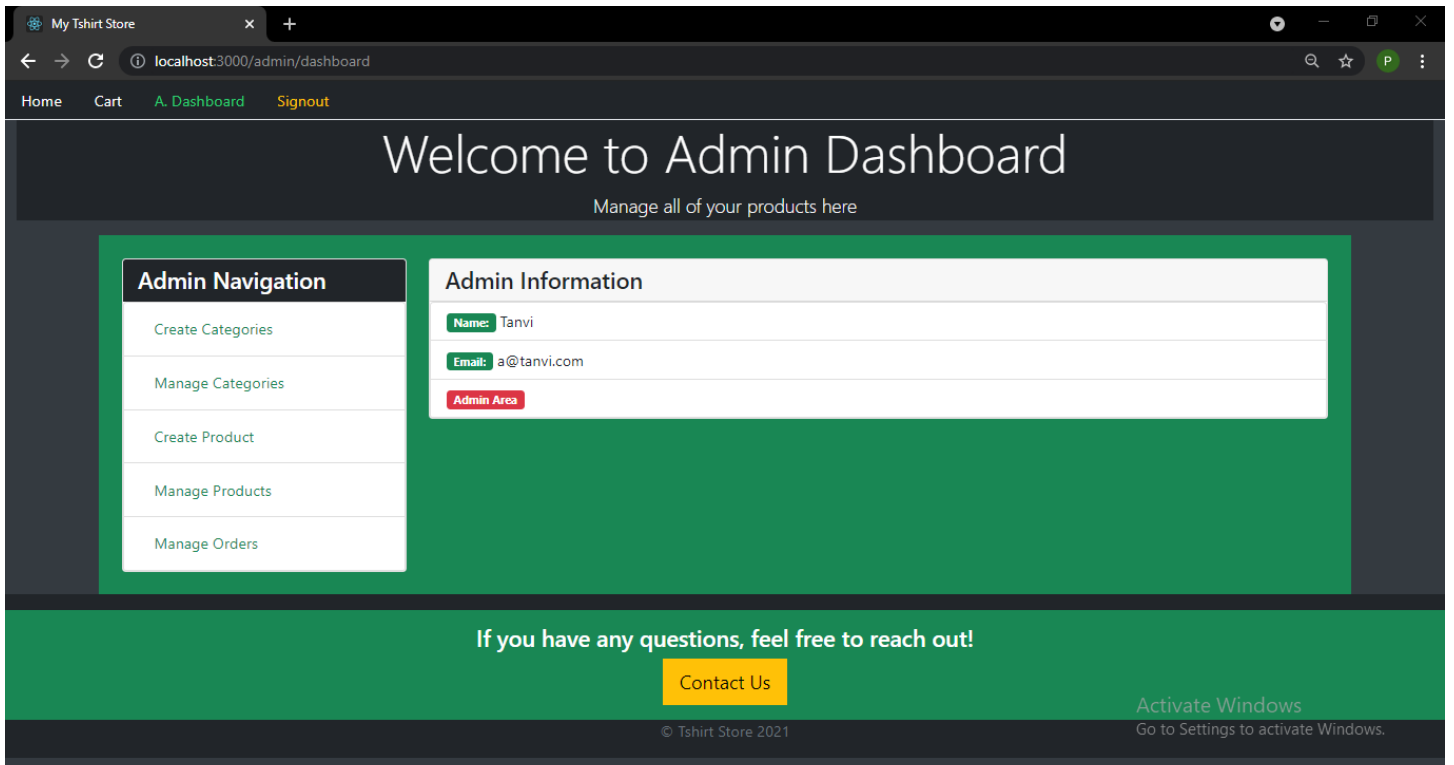 My Tshirt Store
localhost:3000/admin/dashboard
P
Home Cart A. Dashboard Signout
Welcome to Admin Dashboard
Manage all of your products here
Admin Navigation
Create Categories
Manage Categories
Create Product
Manage Products
Manage Orders
Admin Information
Name: Tanvi
Email: a@tanvi.com
Admin Area
If you have any questions, feel free to reach out!
Contact Us
© Tshirt Store 2021
Activate Windows
Go to Settings to activate Windows.